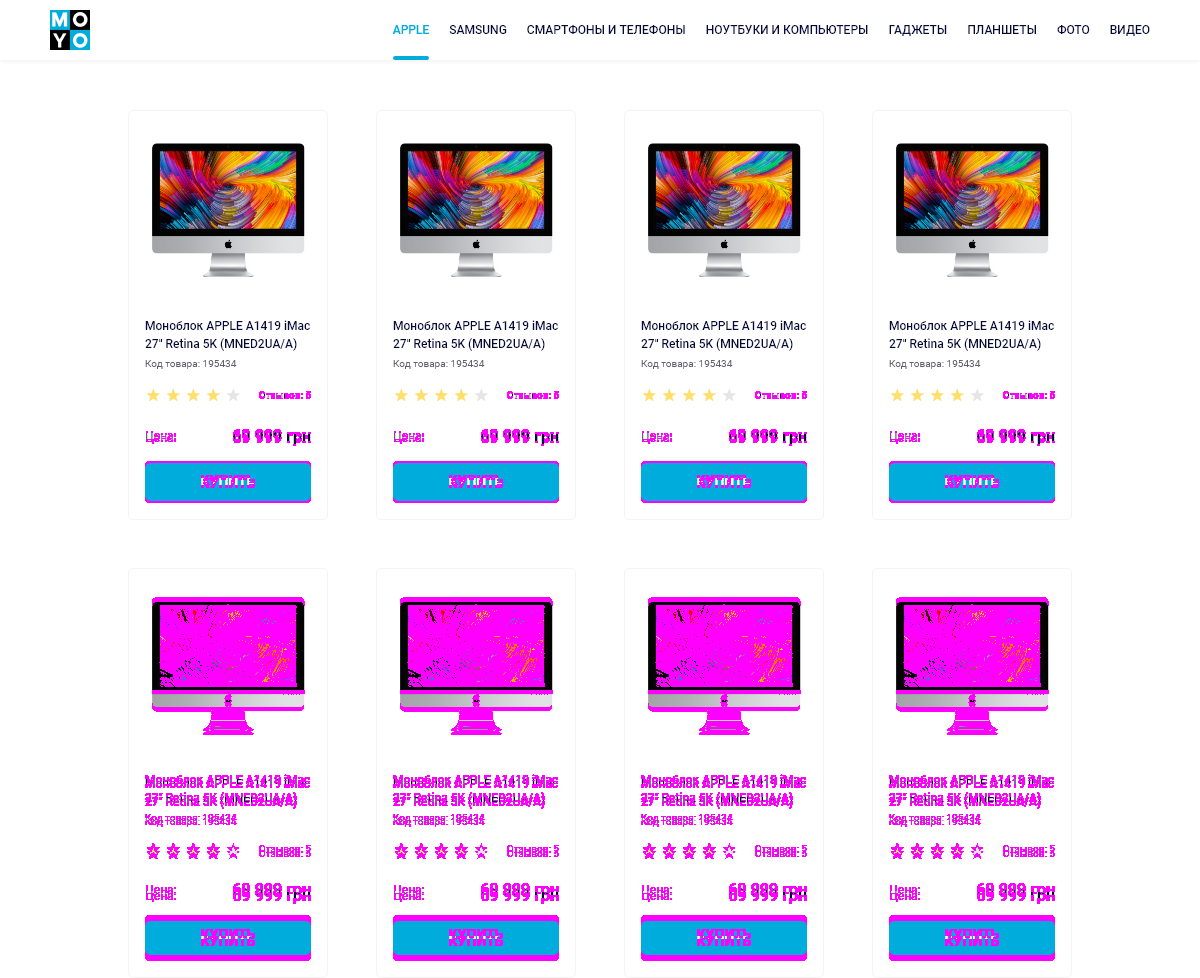 MO
YO
APPLE SAMSUNG СМАРТФОНЫ И ТЕЛЕФОНЫ НОУТБУКИ И КОМПЬЮТЕРЫ ГАДЖЕТЫ ПЛАНШЕТЫ ФОТО ВИДЕО
Моноблок APPLE A1419 iMac Моноблок APPLE A1419 iMac Моноблок APPLE A1419 iMac Моноблок APPLE A1419 iMac
27" Retina 5K (MNED2UA/A) 27" Retina 5K (MNED2UA/A) 27" Retina 5K (MNED2UA/A) 27" Retina 5K (MNED2UA/A)
Код товара: 195434 Код товара: 195434 Код товара: 195434 Код товара: 195434
Отзывов: 5 Отзывов: 5 Отзывов: 5 Отзывов: 5
Цена: 69 999 грн Цена: 69 999 грн Цена: 69 999 грн Цена: 69 999 грн
КУПИТЬ КУПИТЬ КУПИТЬ КУПИТЬ
Моноблок APPLE A1419 iMac Моноблок APPLE A1419 iMac Моноблок APPLE A1419 iMac Моноблок APPLE A1419 iMac
27" Retina 5K (MNED2UA/A) 27" Retina 5K (MNED2UA/A) 27" Retina 5K (MNED2UA/A) 27" Retina 5K (MNED2UA/A)
Код товара: 195434 Код товара: 195434 Код товара: 195434 Код товара: 195434
Отзывов: 5 Отзывов: 5 Отзывов: 5 Отзывов: 5
Цена: 69 999 грн Цена: 69 999 грн Цена: 69 999 грн Цена: 69 999 грн
КУПИТЬ КУПИТЬ КУПИТЬ КУПИТЬ